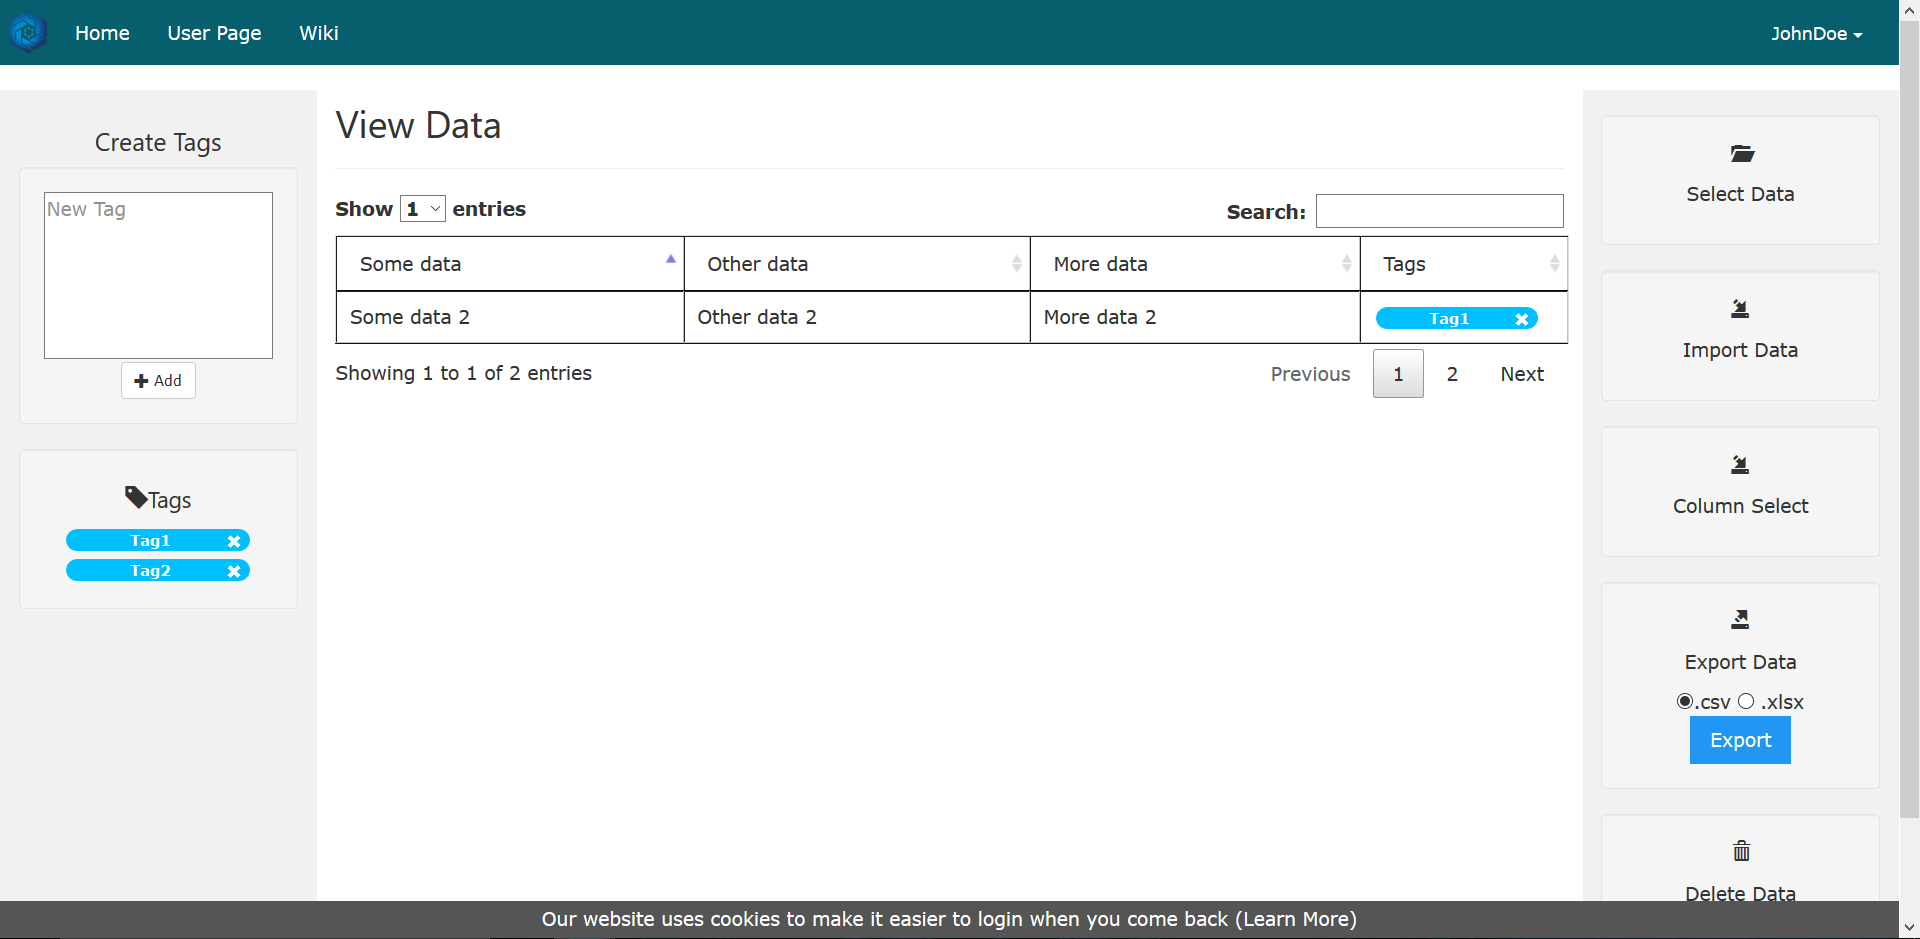 Home User Page Wiki JohnDoe
Create Tags
New Tag
Add
Tags
Tag1
Tag2
View Data
Show 1 entries Search:
Some data Other data More data Tags
Some data 2 Other data 2 More data 2 Tag1
Showing 1 to 1 of 2 entries Previous 1 2 Next
Select Data
Import Data
Column Select
Export Data
.csv .xlsx
Export
Delete Data
Our website uses cookies to make it easier to login when you come back (Learn More)